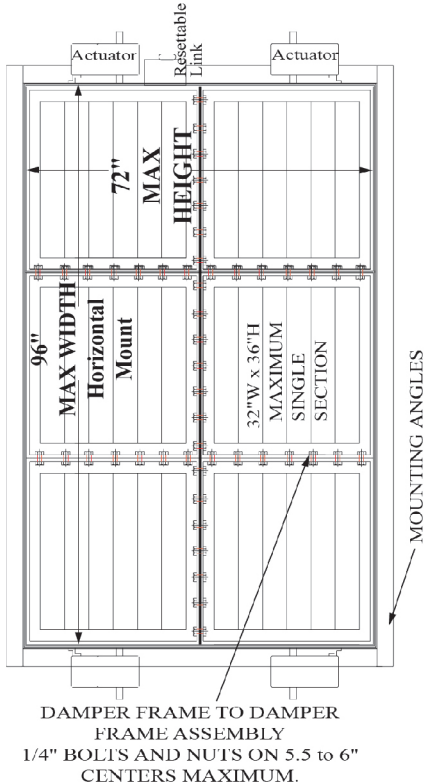 Actuator
Resettable
Link
Actuator
72"
MAX
HEIGHT
96"
MAX WIDTH
Horizontal
Mount
32"W x 36"H
MAXIMUM
SINGLE
SECTION
MOUNTING ANGLES
DAMPER FRAME TO DAMPER
FRAME ASSEMBLY
1/4" BOLTS AND NUTS ON 5.5 to 6"
CENTERS MAXIMUM.